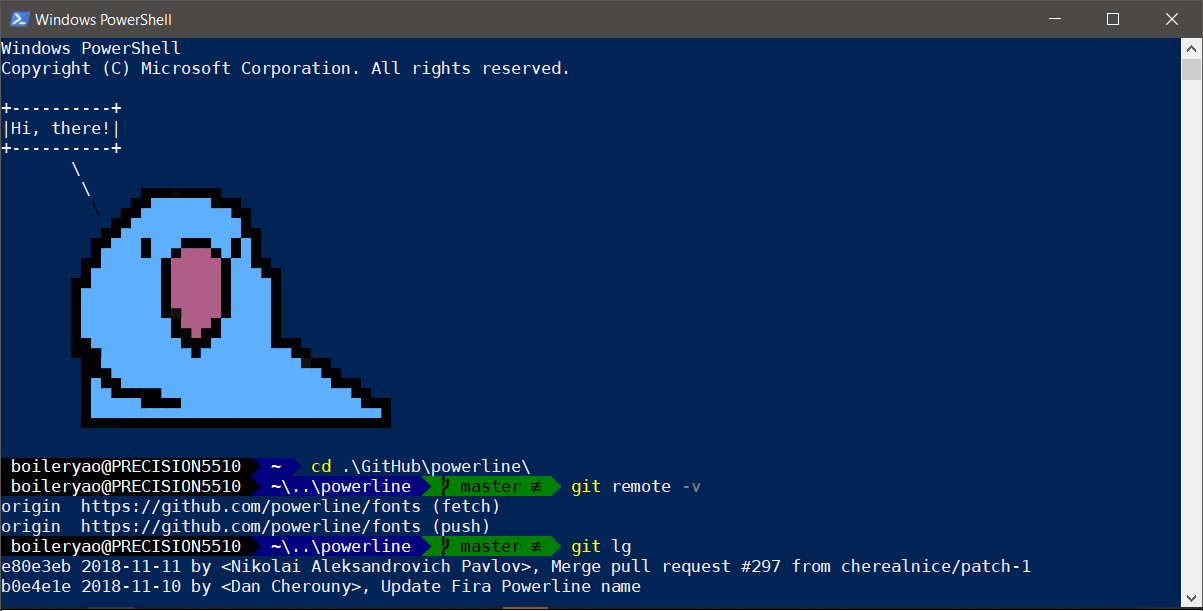 Windows PowerShell
Windows PowerShell
Copyright (C) Microsoft Corporation. All rights reserved.
+----------+
|Hi, there!|
+----------+
\
\
\
boileryao@PRECISION5510 ~ cd .\GitHub\powerline\
boileryao@PRECISION5510 ~\..\powerline master ≢ git remote -v
origin  https://github.com/powerline/fonts (fetch)
origin  https://github.com/powerline/fonts (push)
boileryao@PRECISION5510 ~\..\powerline master ≢ git lg
e80e3eb 2018-11-11 by <Nikolai Aleksandrovich Pavlov>, Merge pull request #297 from cherealnice/patch-1
b0e4e1e 2018-11-10 by <Dan Cherouny>, Update Fira Powerline name